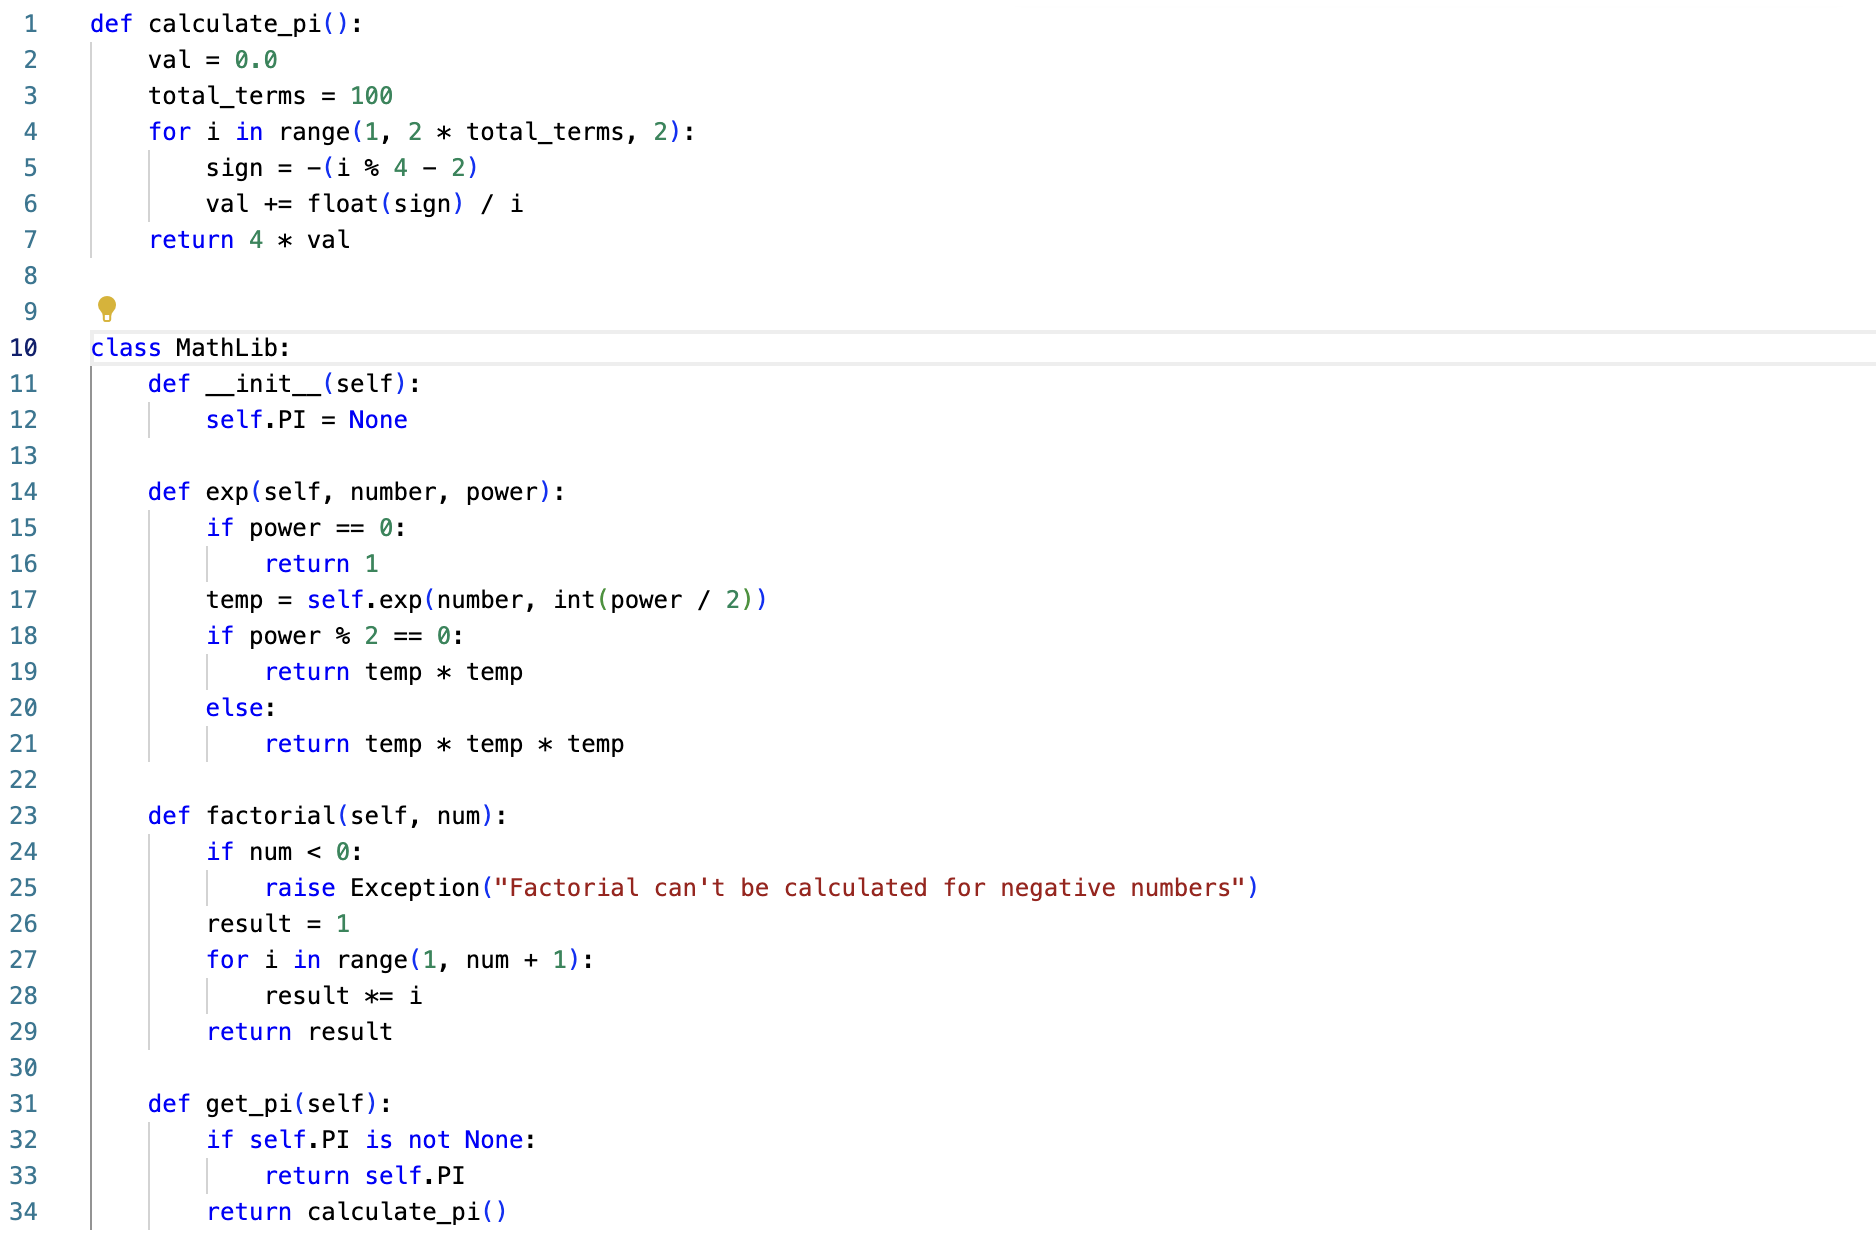 1 def calculate_pi():
2     val = 0.0
3     total_terms = 100
4     for i in range(1, 2 * total_terms, 2):
5         sign = -(i % 4 - 2)
6         val += float(sign) / i
7     return 4 * val
8
9
10 class MathLib:
11     def __init__(self):
12         self.PI = None
13
14     def exp(self, number, power):
15         if power == 0:
16             return 1
17         temp = self.exp(number, int(power / 2))
18         if power % 2 == 0:
19             return temp * temp
20         else:
21             return temp * temp * temp
22
23     def factorial(self, num):
24         if num < 0:
25             raise Exception("Factorial can't be calculated for negative numbers")
26         result = 1
27         for i in range(1, num + 1):
28             result *= i
29         return result
30
31     def get_pi(self):
32         if self.PI is not None:
33             return self.PI
34         return calculate_pi()